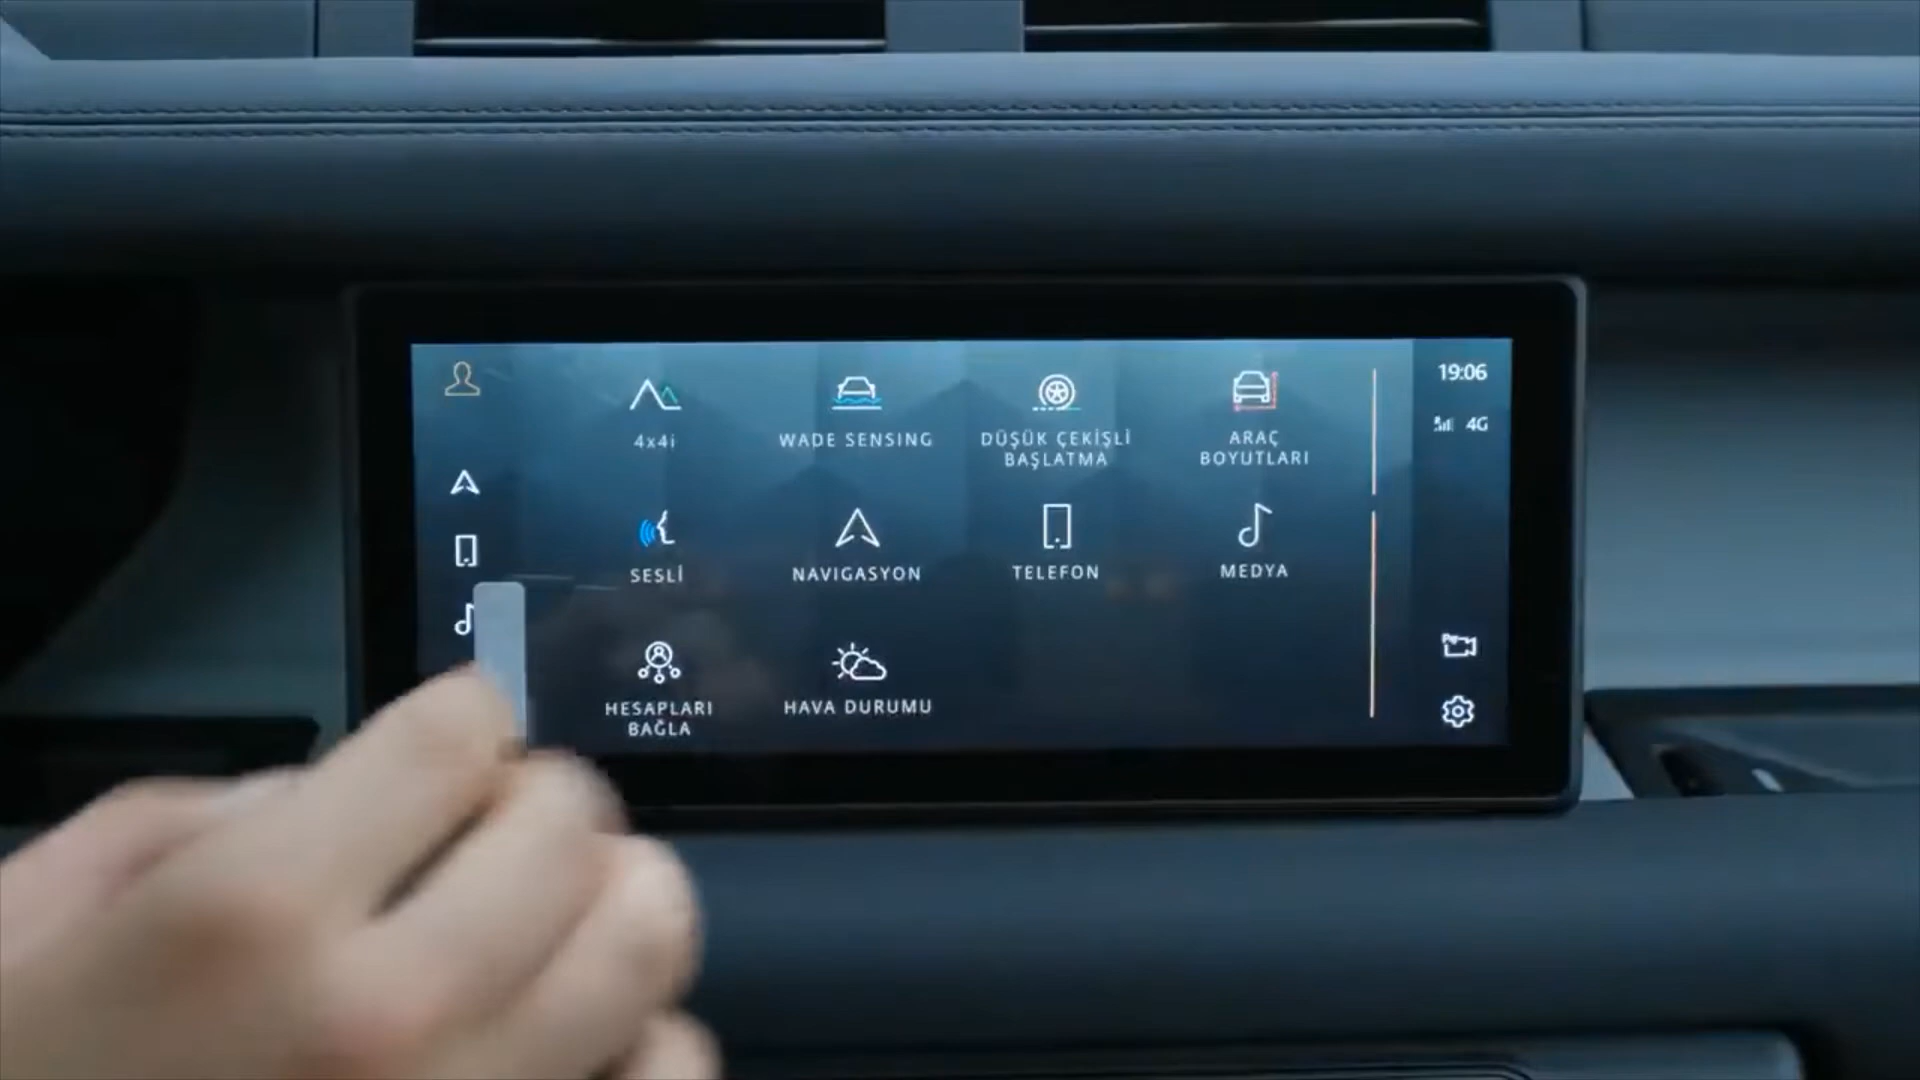 19:06
4G
4x4i
WADE SENSING
DÜŞÜK ÇEKİŞLİ
BAŞLATMA
ARAÇ
BOYUTLARI
SESLİ
NAVIGASYON
TELEFON
MEDYA
HESAPLARI
BAĞLA
HAVA DURUMU